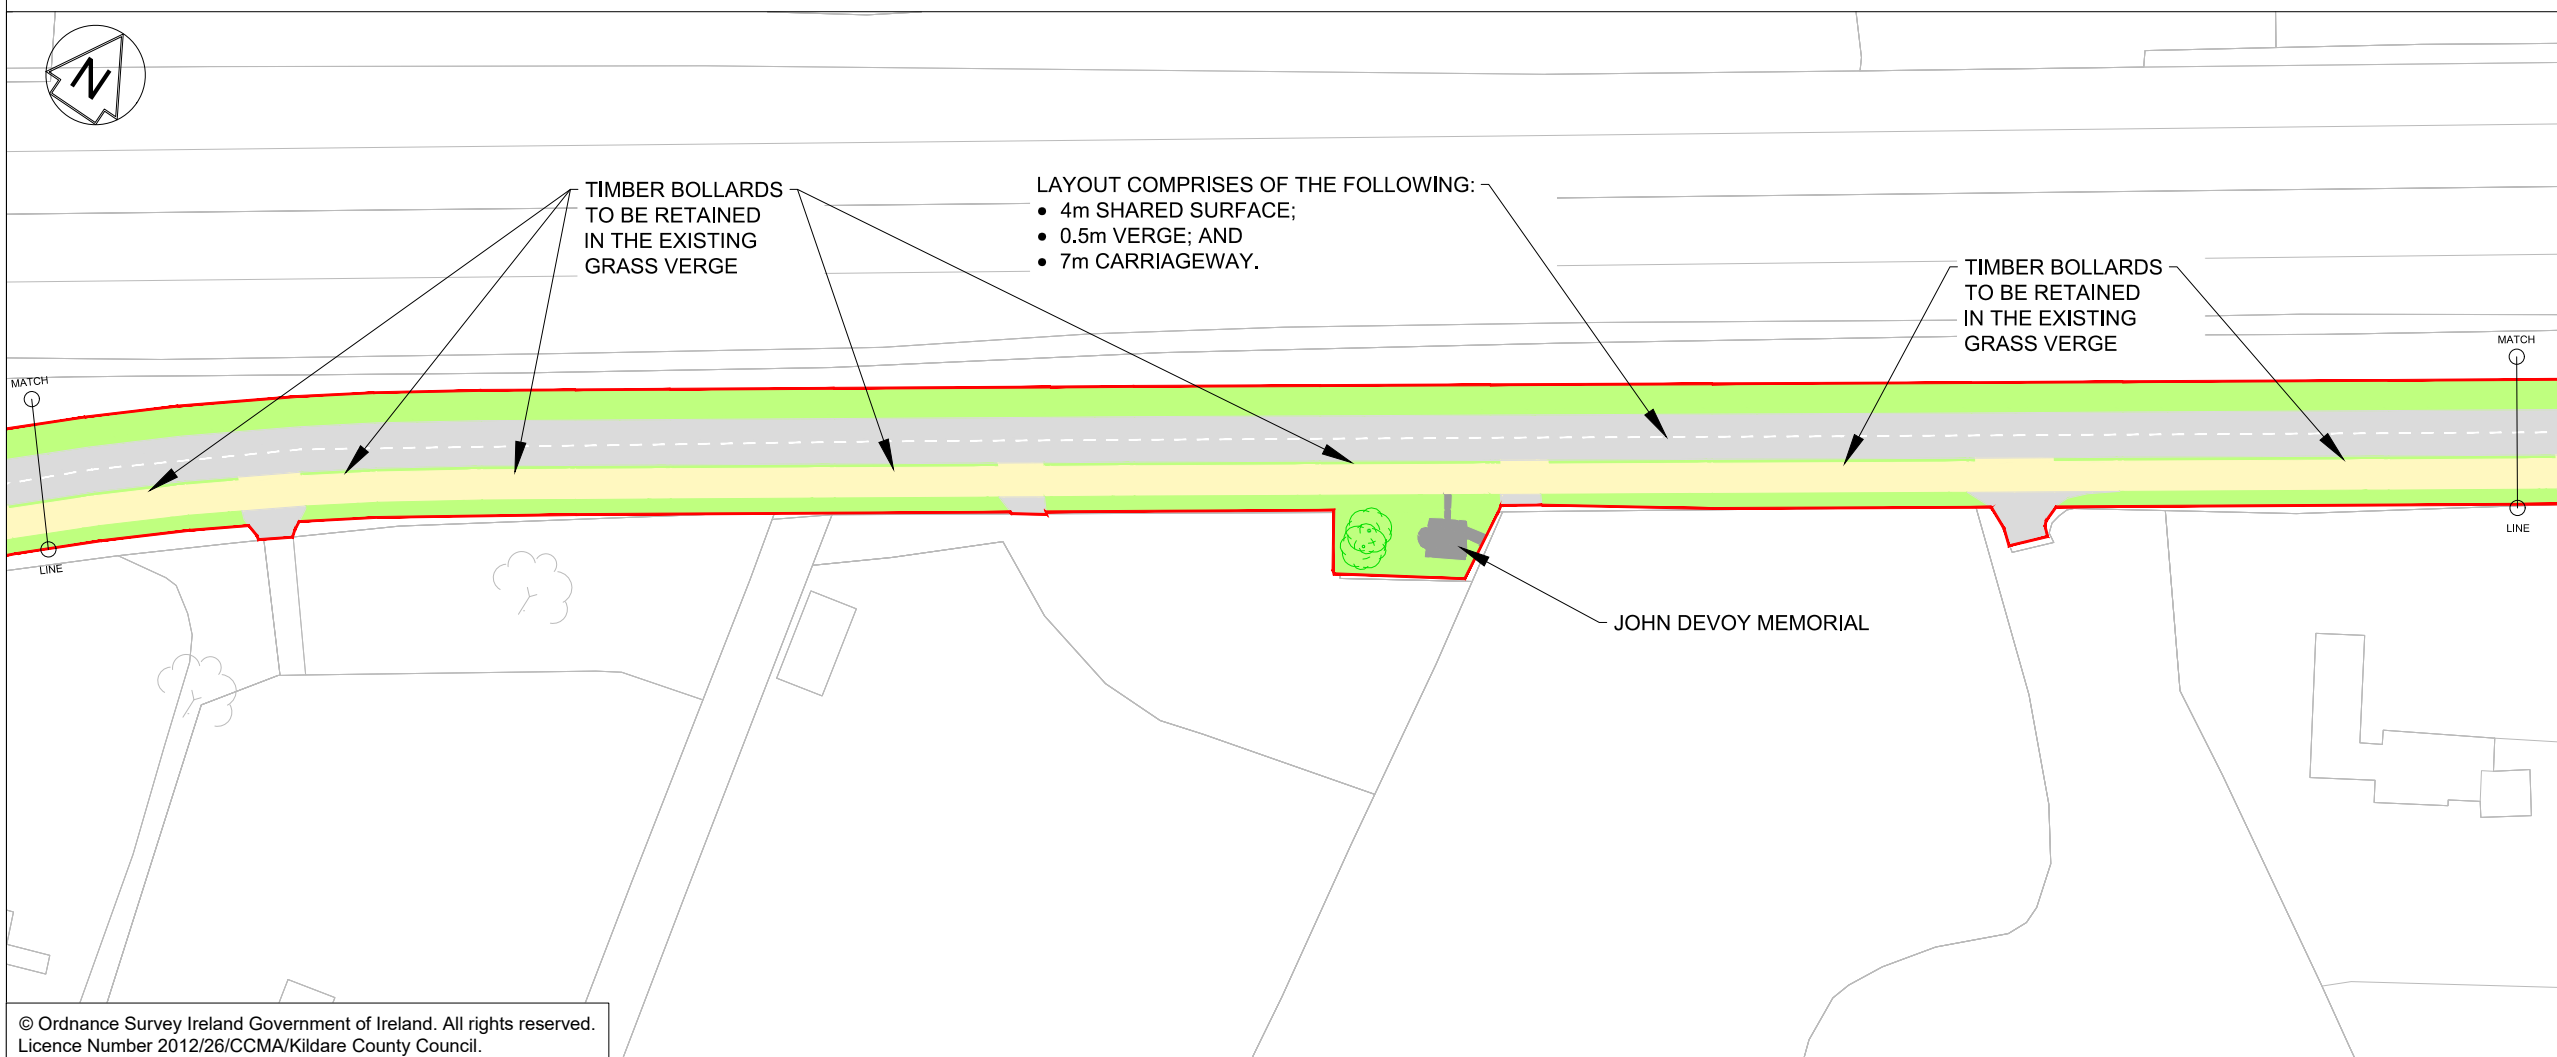 N
TIMBER BOLLARDS
TO BE RETAINED
IN THE EXISTING
GRASS VERGE
LAYOUT COMPRISES OF THE FOLLOWING:
• 4m SHARED SURFACE;
• 0.5m VERGE; AND
• 7m CARRIAGEWAY.
TIMBER BOLLARDS
TO BE RETAINED
IN THE EXISTING
GRASS VERGE
MATCH
LINE
MATCH
LINE
JOHN DEVOY MEMORIAL
© Ordnance Survey Ireland Government of Ireland. All rights reserved.
Licence Number 2012/26/CCMA/Kildare County Council.